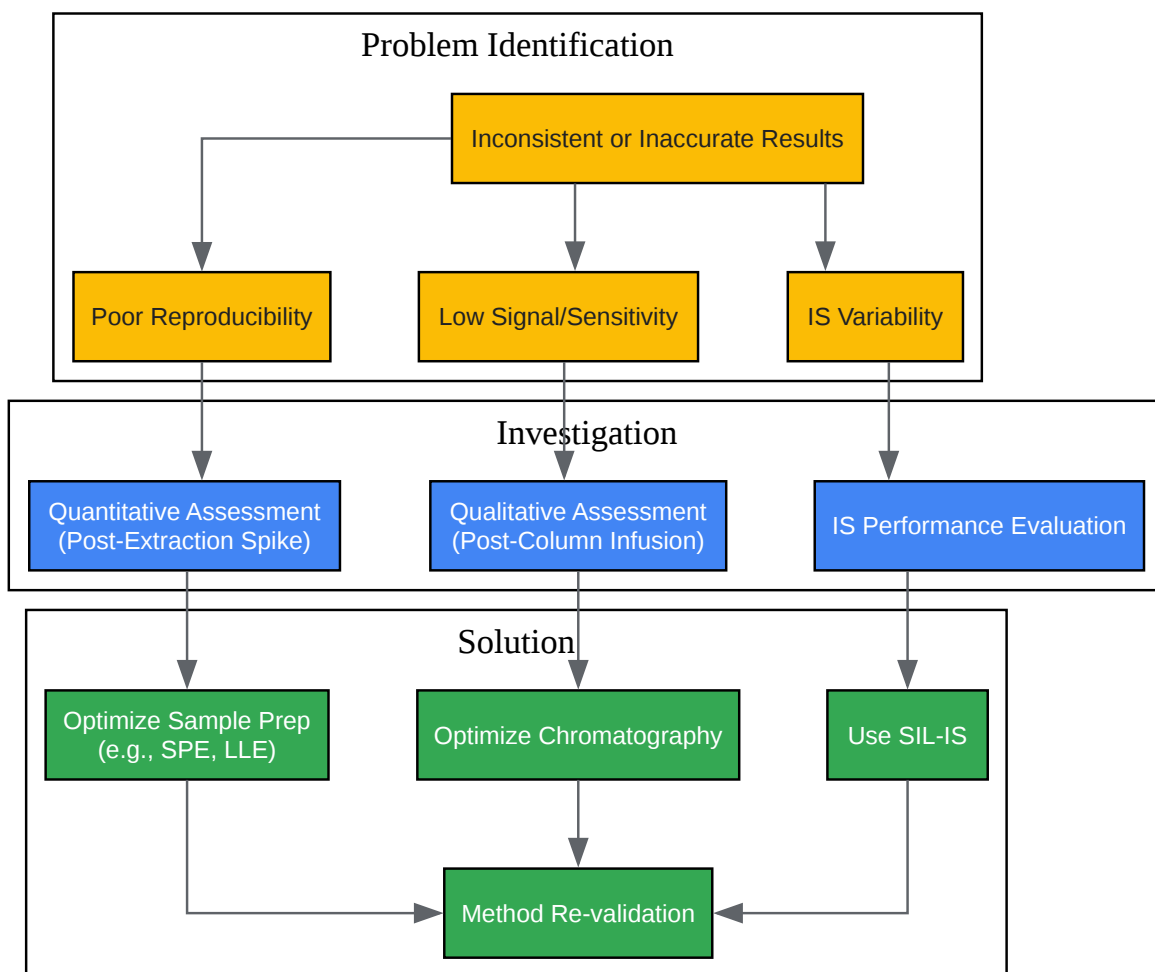 Problem Identification
Inconsistent or Inaccurate Results
Poor Reproducibility
Low Signal/Sensitivity
IS Variability
Investigation
Quantitative Assessment
(Post-Extraction Spike)
Qualitative Assessment
(Post-Column Infusion)
IS Performance Evaluation
Solution
Optimize Sample Prep
(e.g., SPE, LLE)
Optimize Chromatography
Use SIL-IS
Method Re-validation